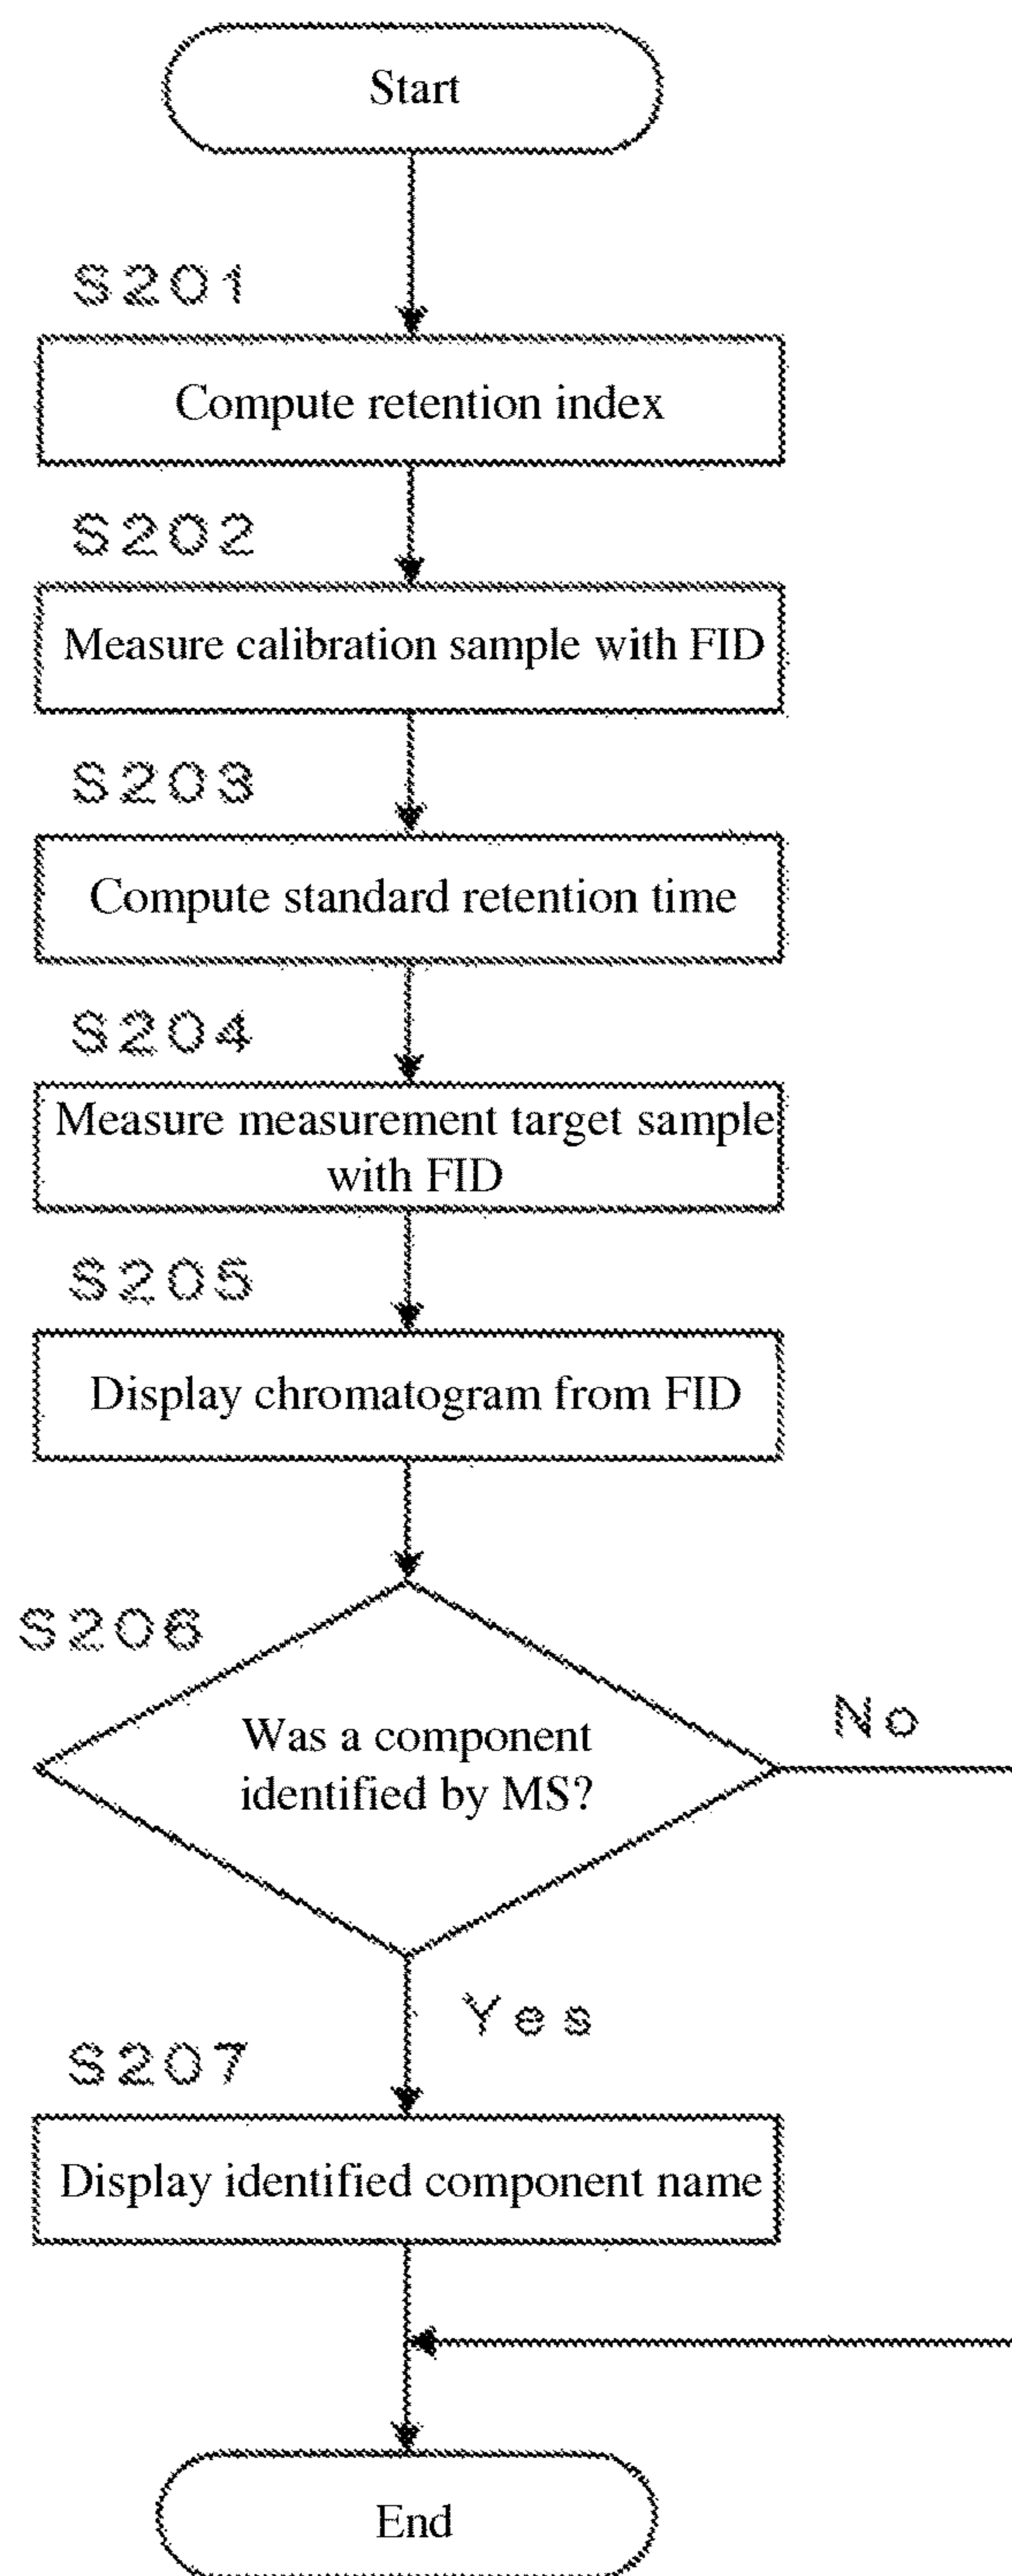 Start
S201
Compute retention index
S202
Measure calibration sample with FID
S203
Compute standard retention time
S204
Measure measurement target sample
with FID
S205
Display chromatogram from FID
S206
Was a component
identified by MS?
No
Yes
S207
Display identified component name
End